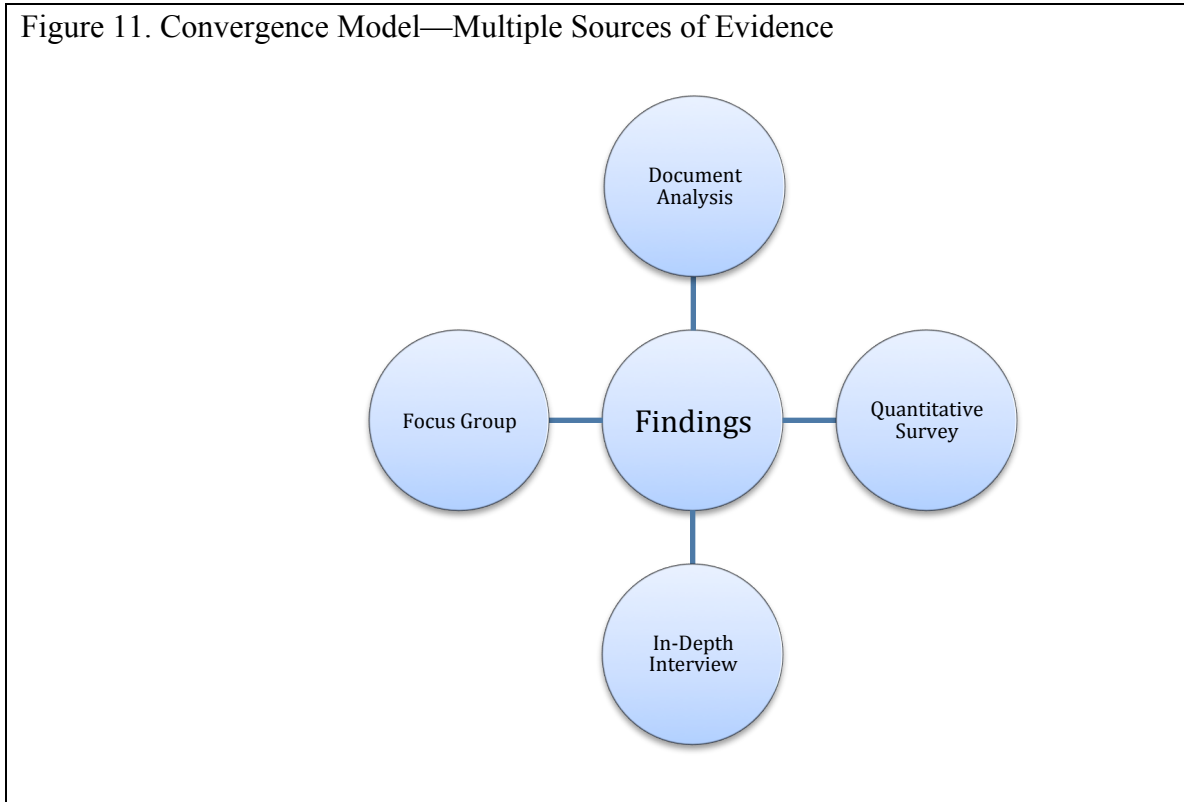 Figure 11. Convergence Model—Multiple Sources of Evidence
Document
Analysis
Focus Group
Findings
Quantitative
Survey
In-Depth
Interview